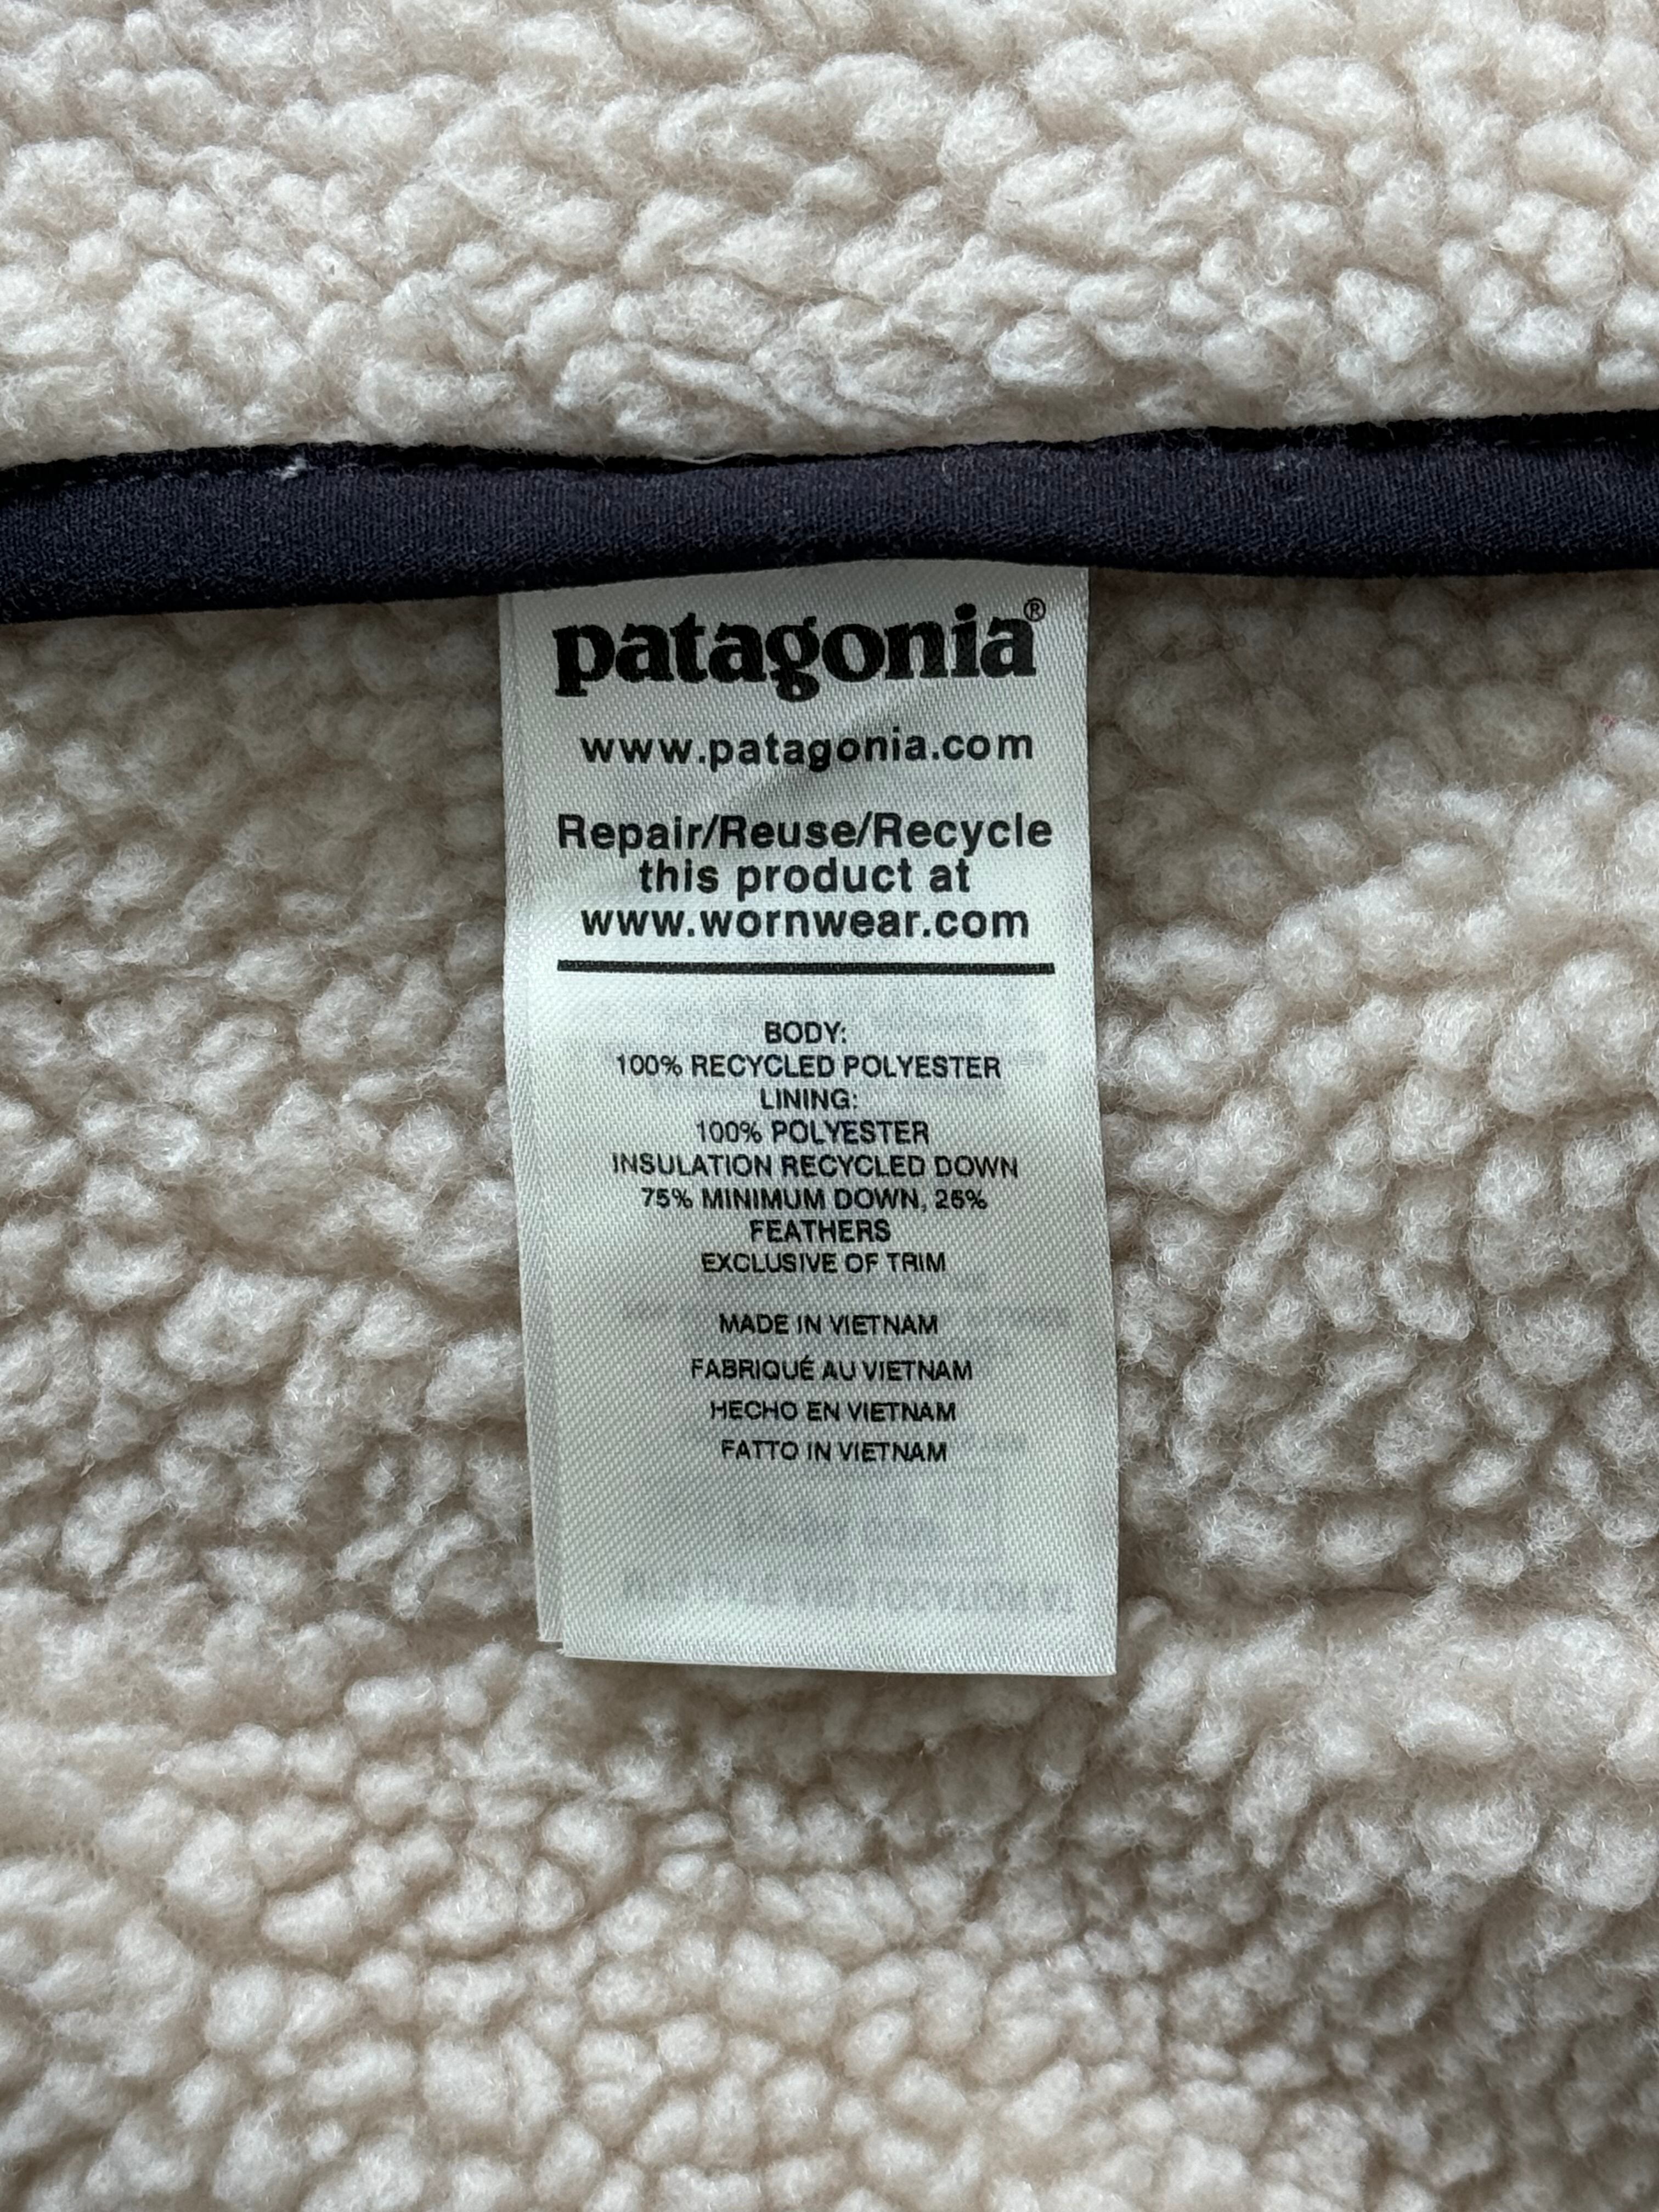 patagonia®
www.patagonia.com
Repair/Reuse/Recycle
this product at
www.wornwear.com
BODY:
100% RECYCLED POLYESTER
LINING:
100% POLYESTER
INSULATION RECYCLED DOWN
75% MINIMUM DOWN, 25%
FEATHERS
EXCLUSIVE OF TRIM
MADE IN VIETNAM
FABRIQUÉ AU VIETNAM
HECHO EN VIETNAM
FATTO IN VIETNAM